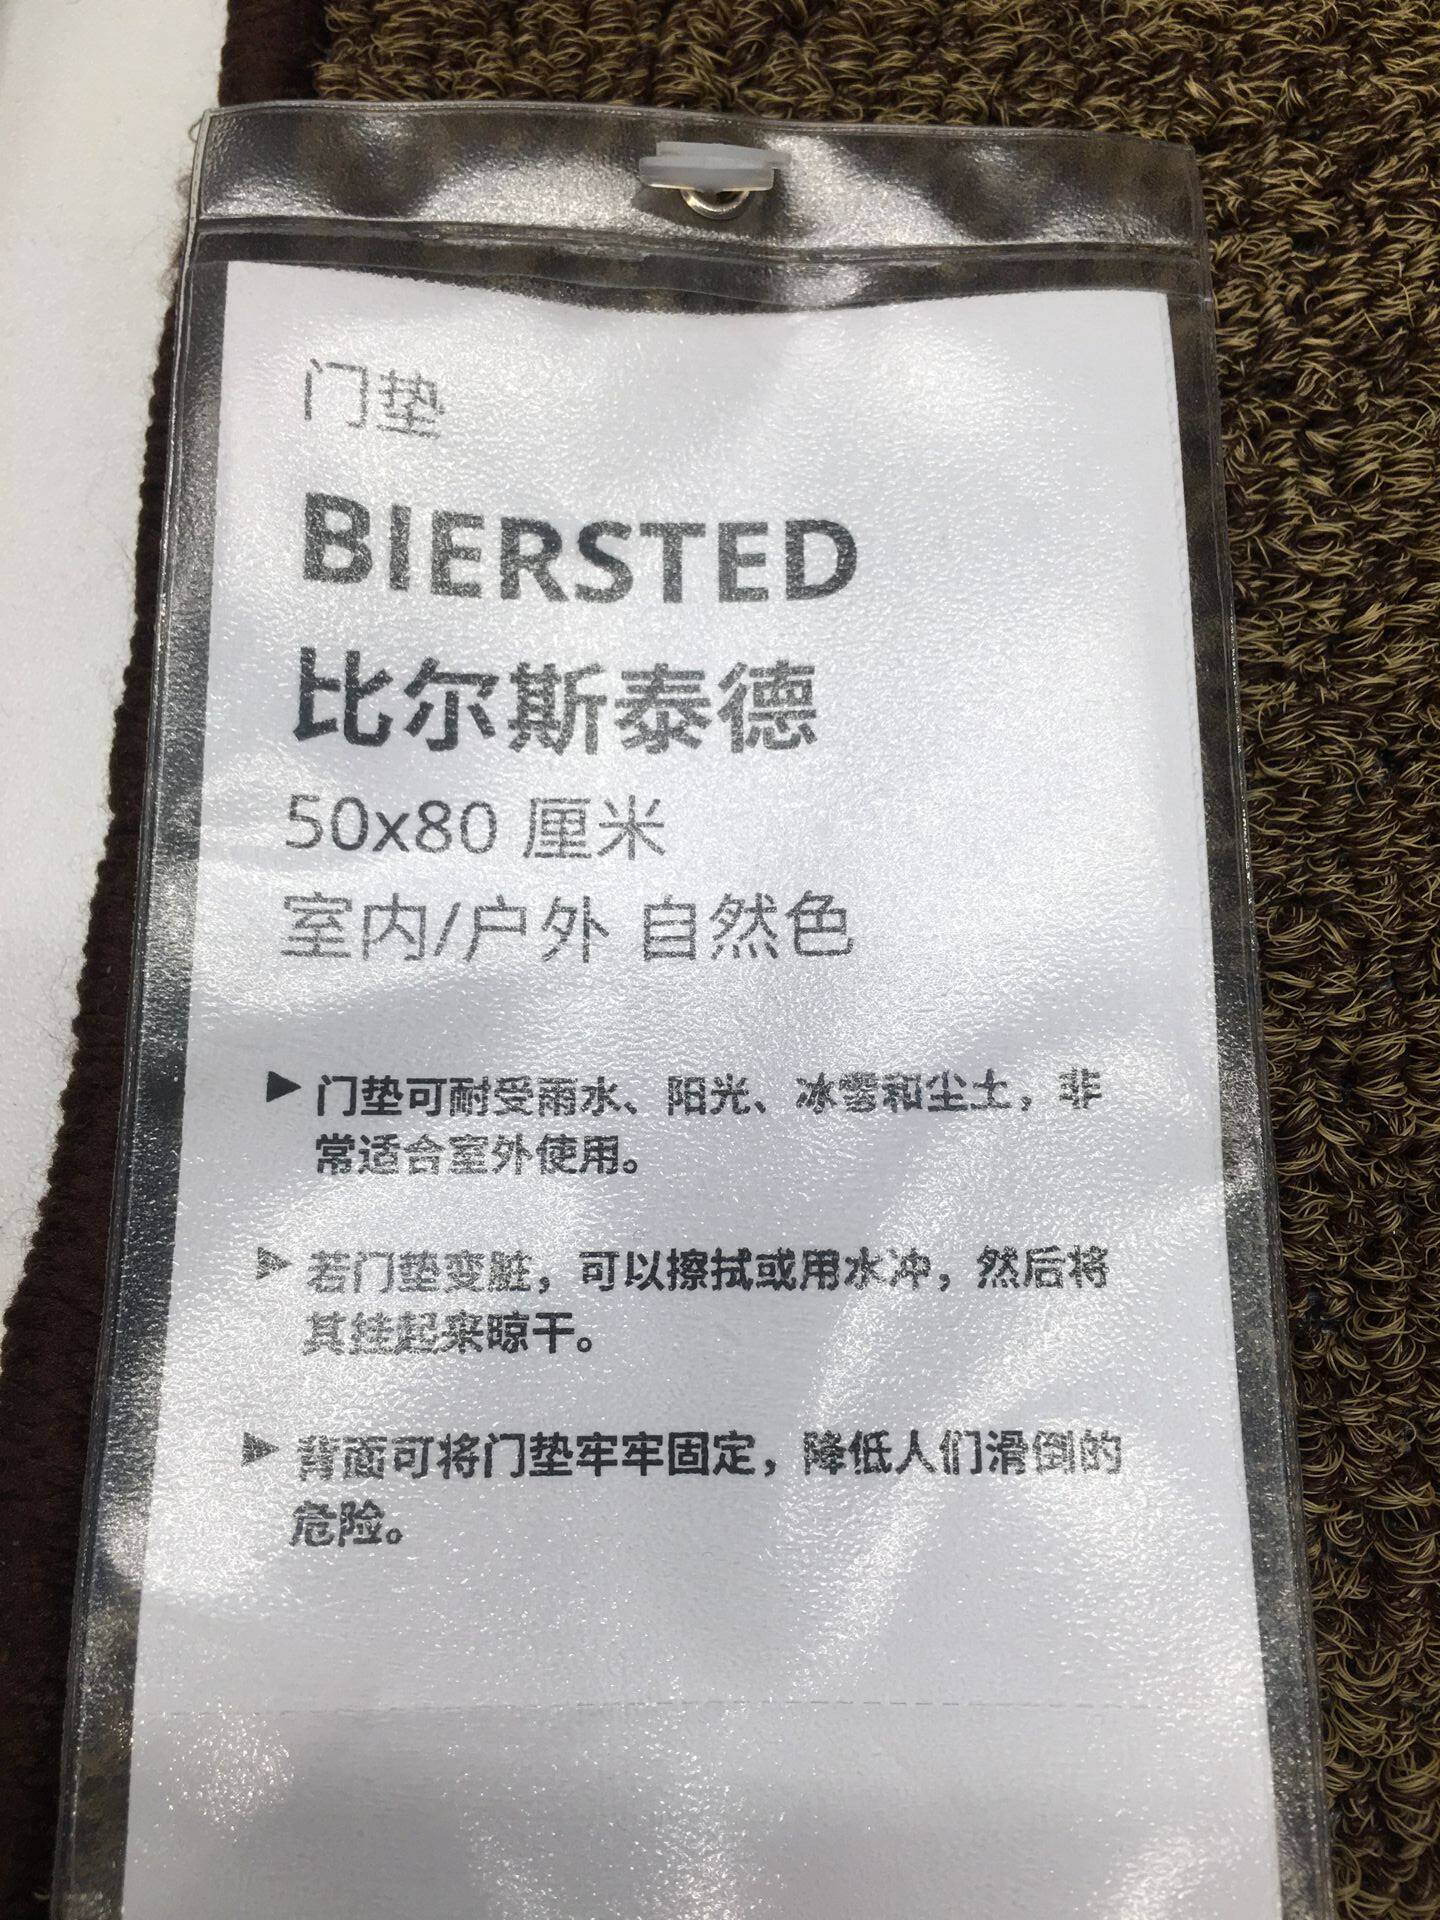 门垫
BIERSTED
比尔斯泰德
50x80 厘米
室内/户外 自然色
▶ 门垫可耐受雨水、阳光、冰雪和尘土，非
常适合室外使用。
▶ 若门垫变脏，可以擦拭或用水冲，然后将
其挂起来晾干。
▶ 背面可将门垫牢牢固定，降低人们滑倒的
危险。